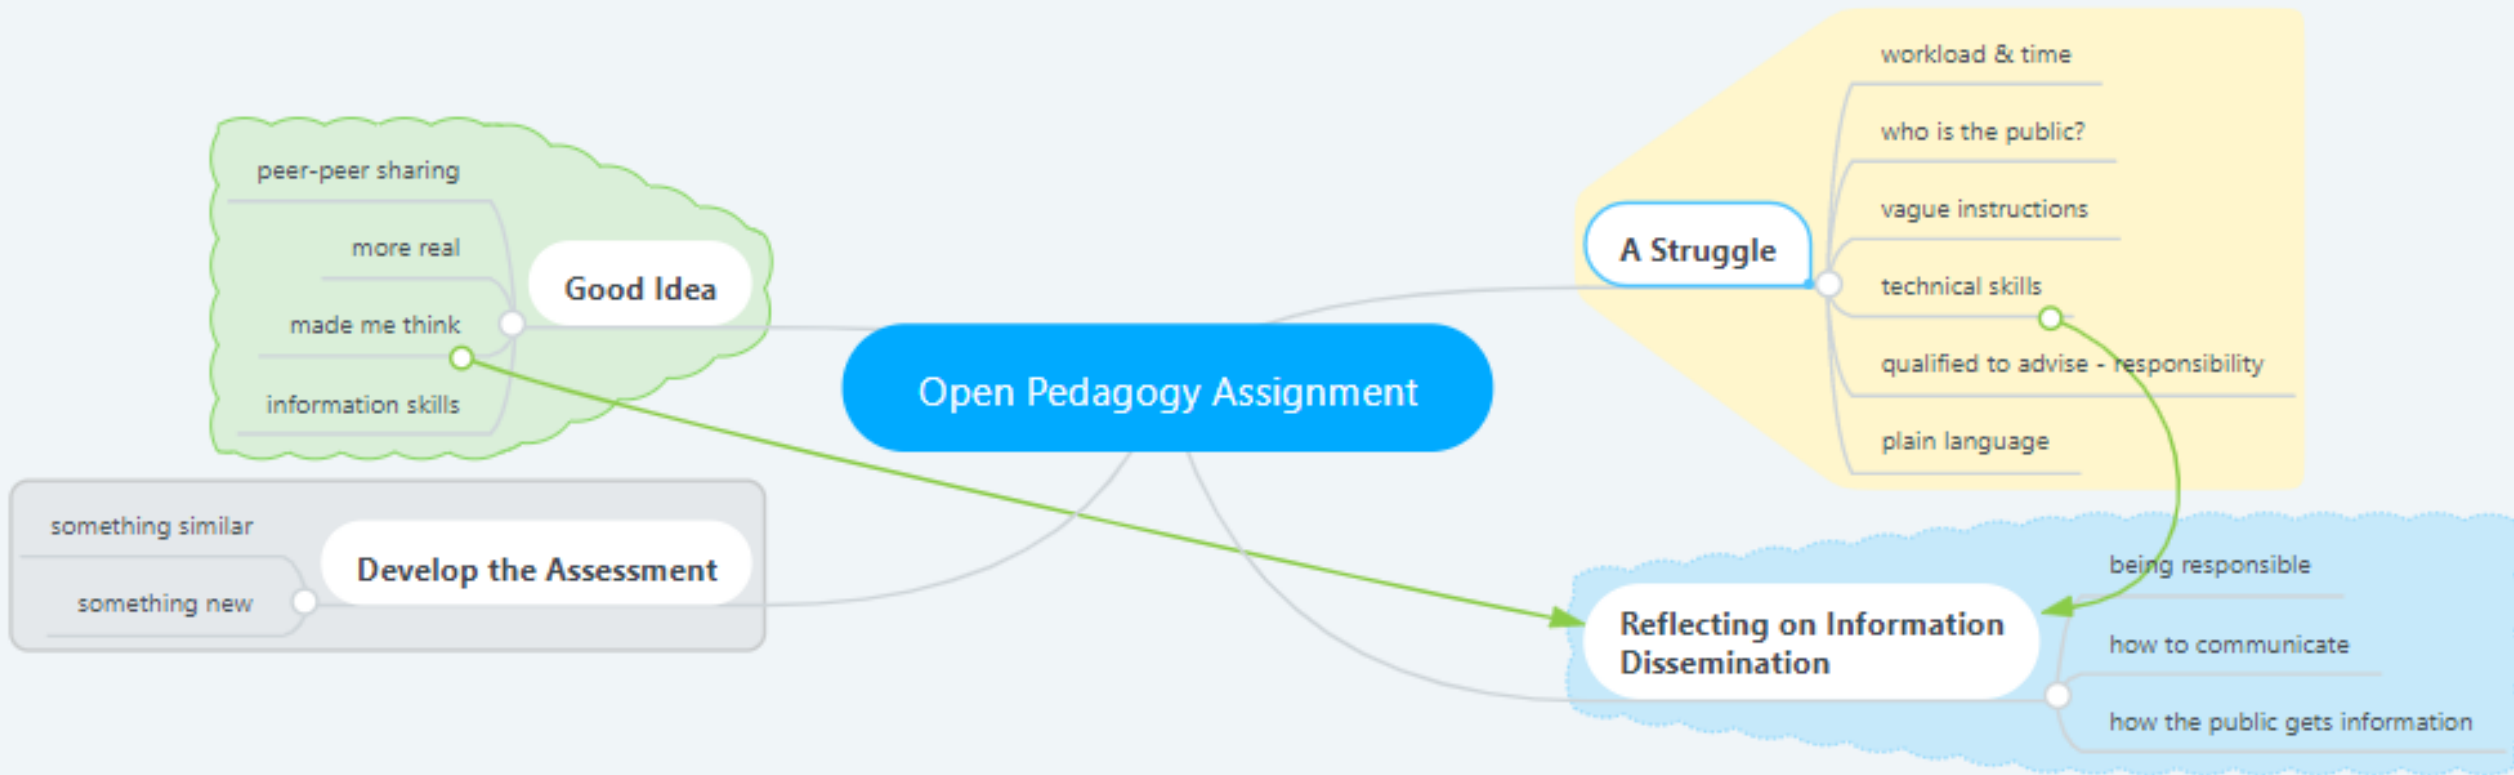 peer-peer sharing
more real
made me think
information skills
Good Idea
something similar
something new
Develop the Assessment
Open Pedagogy Assignment
A Struggle
workload & time
who is the public?
vague instructions
technical skills
qualified to advise - responsibility
plain language
Reflecting on Information
Dissemination
being responsible
how to communicate
how the public gets information